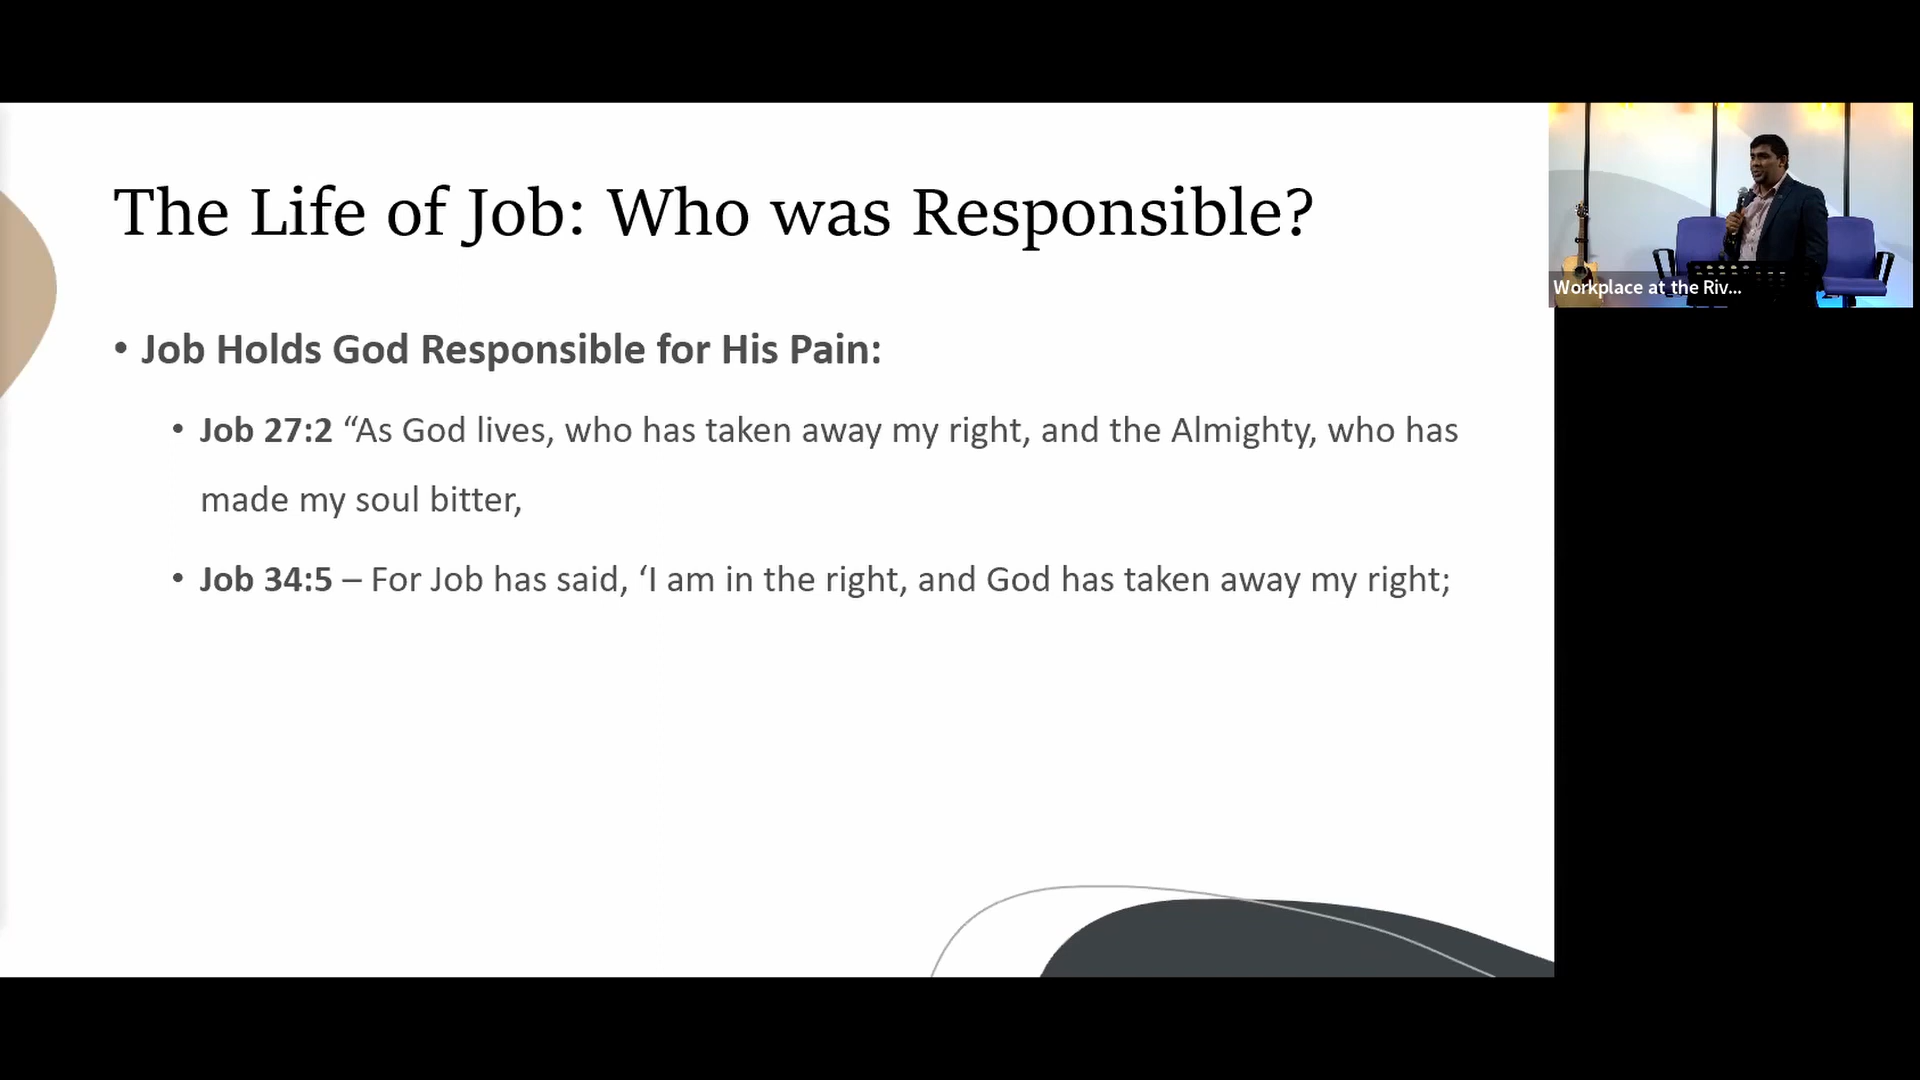 The Life of Job: Who was Responsible?
• Job Holds God Responsible for His Pain:
• Job 27:2 “As God lives, who has taken away my right, and the Almighty, who has
made my soul bitter,
• Job 34:5 – For Job has said, ‘I am in the right, and God has taken away my right;
Workplace at the Riv...